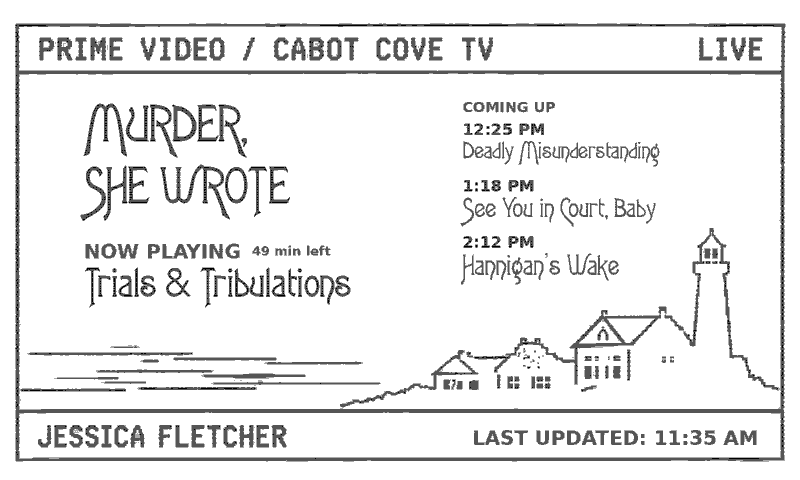 PRIME VIDEO / CABOT COVE TV
LIVE
MURDER,
SHE WROTE
NOW PLAYING 49 min left
Trials & Tribulations
COMING UP
12:25 PM
Deadly Misunderstanding
1:18 PM
See You in Court, Baby
2:12 PM
Hannigan's Wake
JESSICA FLETCHER
LAST UPDATED: 11:35 AM